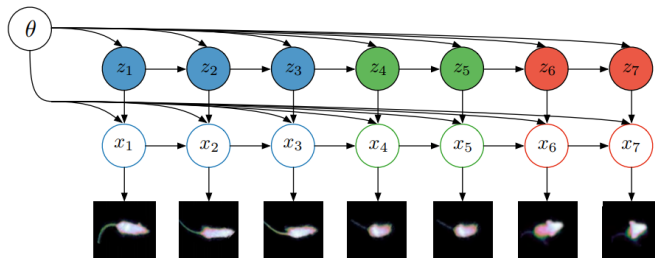 θ
z₁ z₂ z₃ z₄ z₅ z₆ z₇
x₁ x₂ x₃ x₄ x₅ x₆ x₇